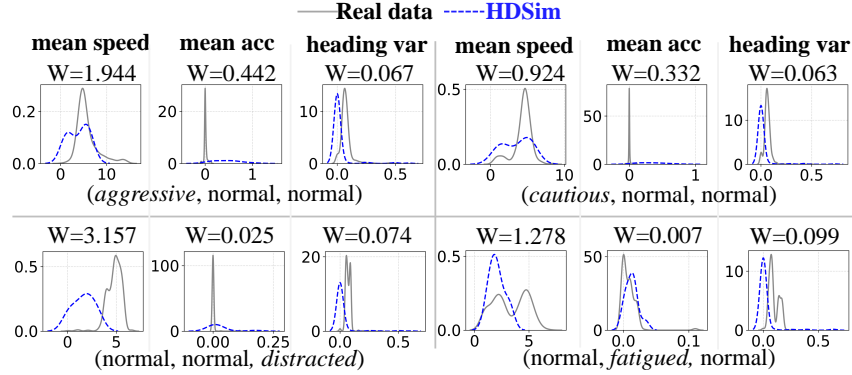 Real data HDSim
mean speed mean acc heading var mean speed mean acc heading var
W=1.944 W=0.442 W=0.067 W=0.924 W=0.332 W=0.063
0.2 20 10 0.5 50 10
0.0 0 0 0.0 0 0
0 10 0 1 0.0 0.5 0 10 0 1 0.0 0.5
(aggressive, normal, normal) (cautious, normal, normal)
W=3.157 W=0.025 W=0.074 W=1.278 W=0.007 W=0.099
0.5 100 20 0.5 50 10
0.0 0 0 0.0 0 0
0 5 0.00 0.25 0.0 0.5 0 5 0.0 0.1 0.0 0.5
(normal, normal, distracted) (normal, fatigued, normal)